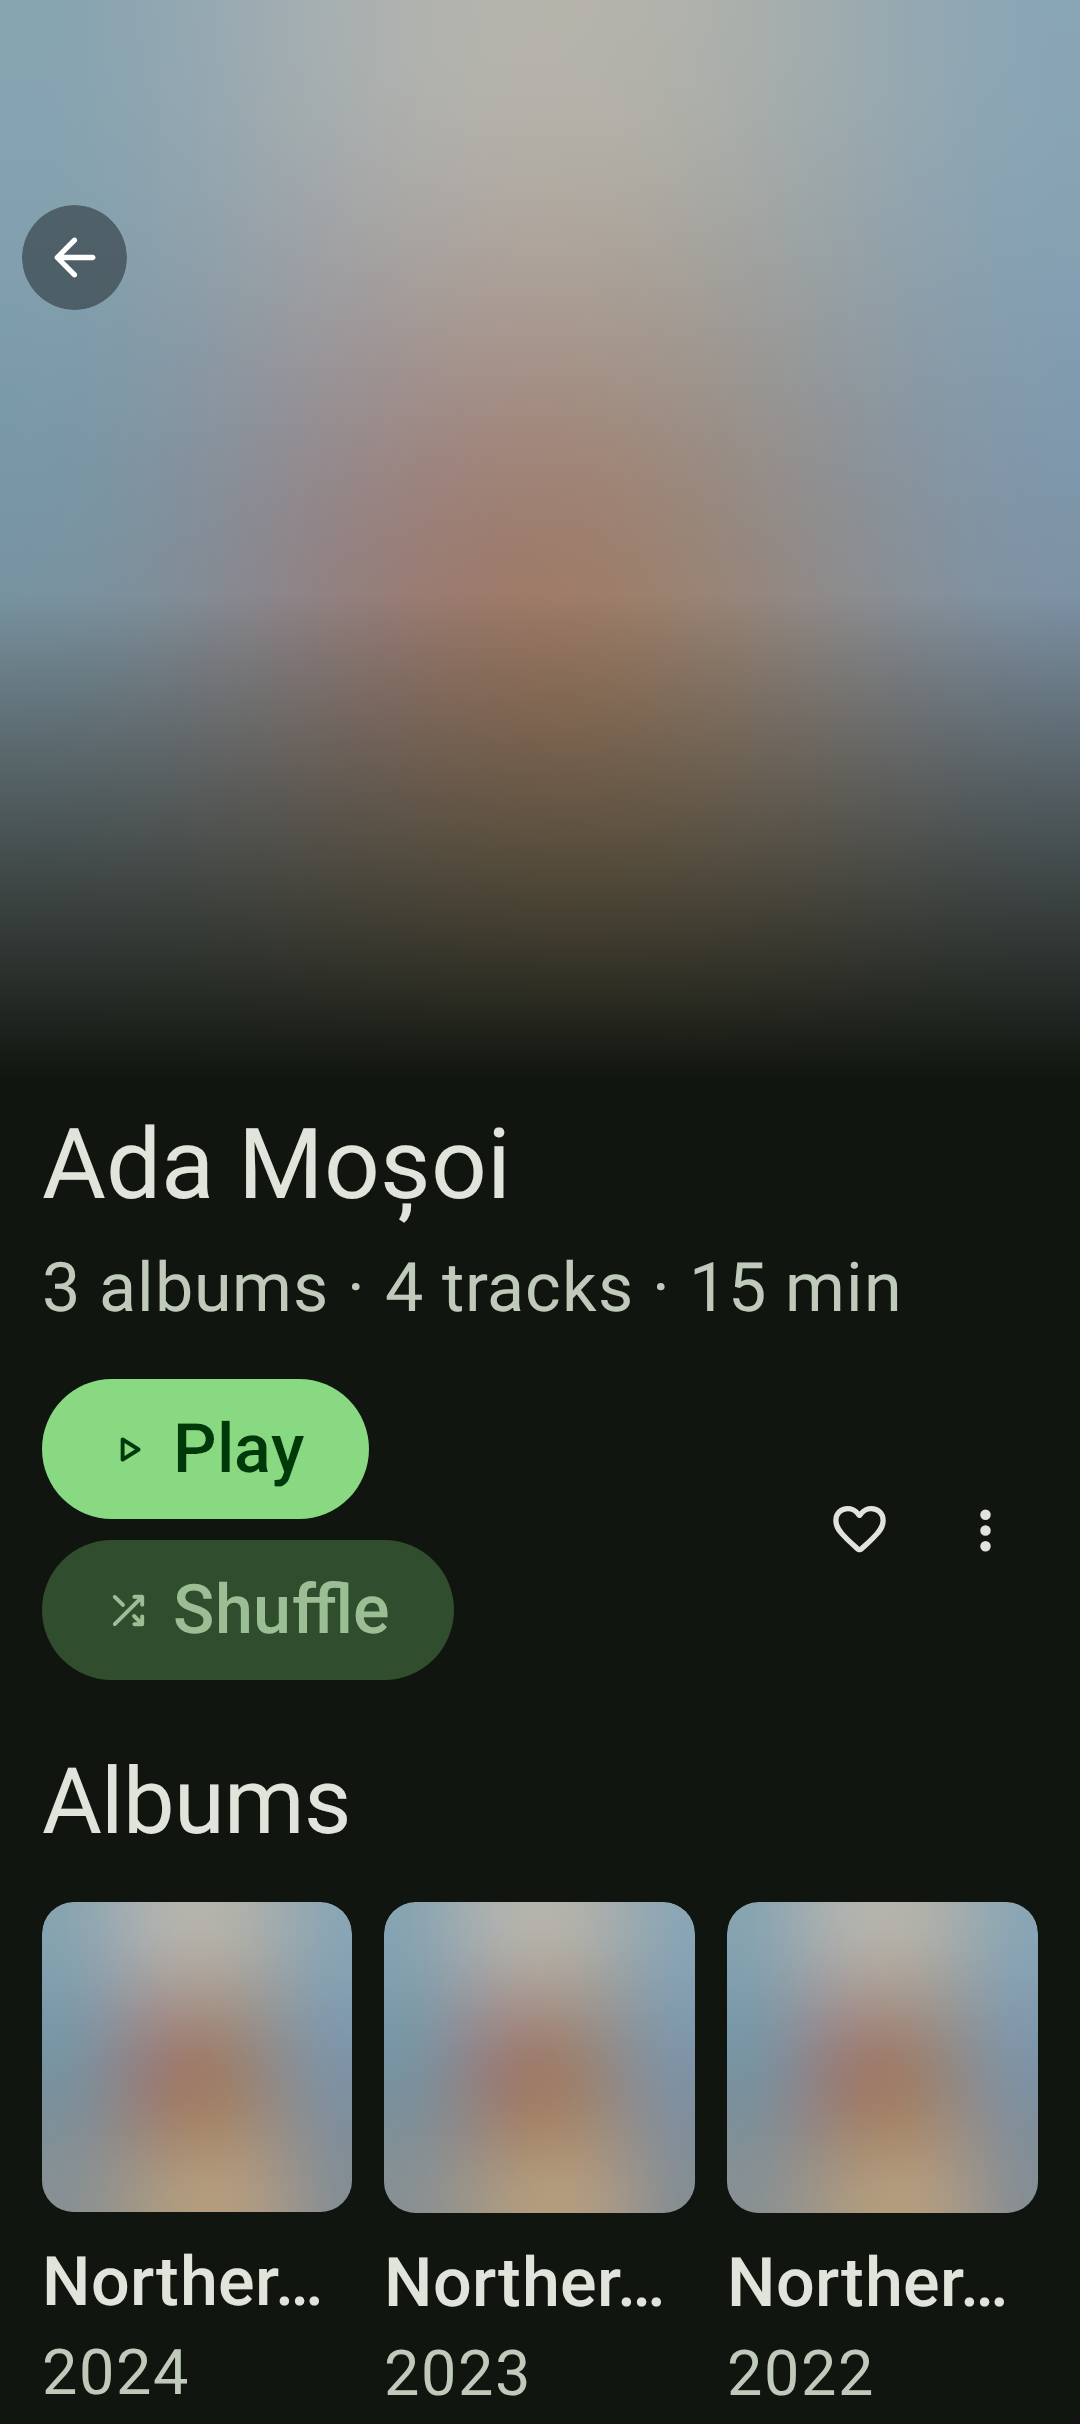 Ada Moșoi
3 albums · 4 tracks · 15 min
Play
Shuffle
Albums
Norther…
2024
Norther…
2023
Norther…
2022